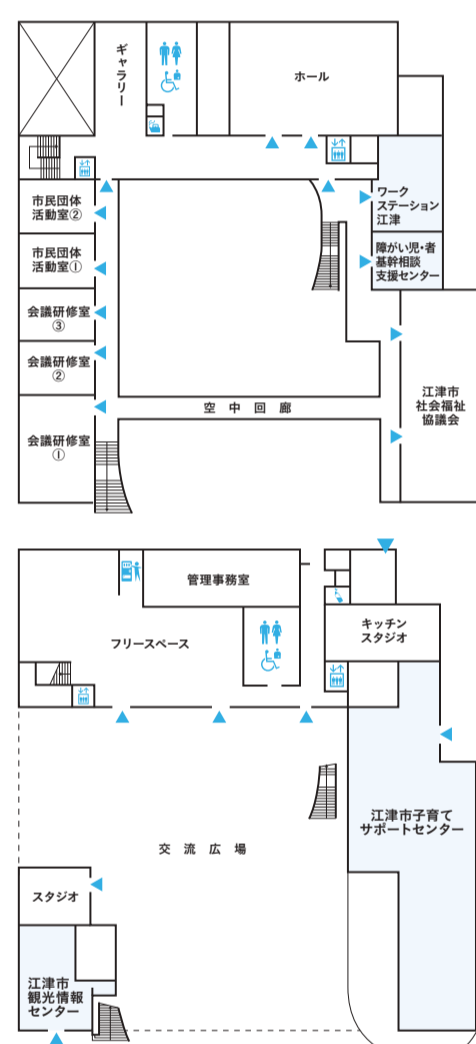 ギャラリー
ホール
市民団体
活動室②
ワーク
ステーション
江津
市民団体
活動室①
障がい児・者
基幹相談
支援センター
会議研修室
③
会議研修室
②
空中回廊
江津市
社会福祉
協議会
会議研修室
①
管理事務室
フリースペース
キッチン
スタジオ
交流広場
江津市子育て
サポートセンター
スタジオ
江津市
観光情報
センター